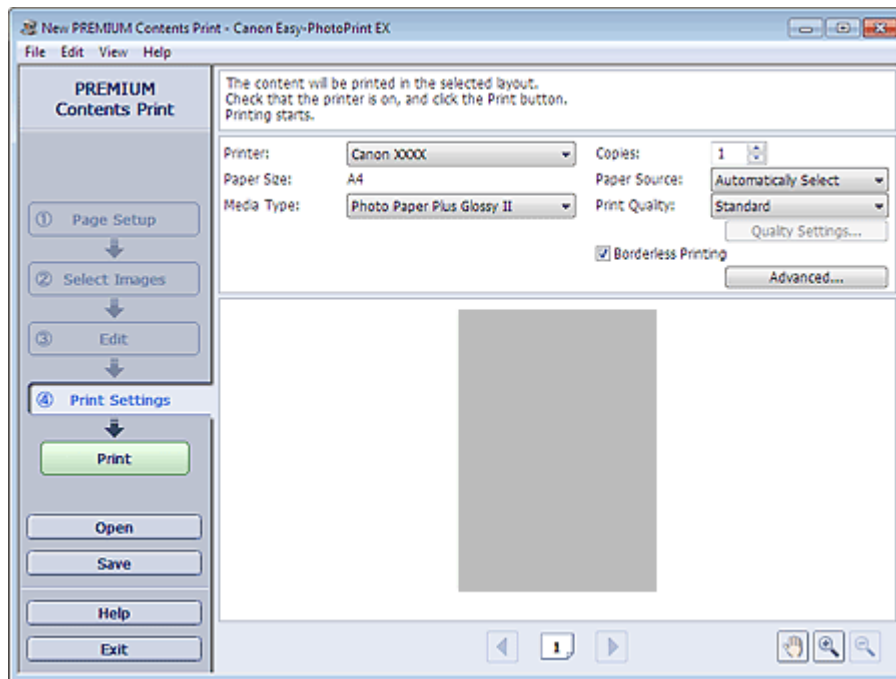 New PREMIUM Contents Print - Canon Easy-PhotoPrint EX
File Edit View Help
PREMIUM
Contents Print
① Page Setup
② Select Images
③ Edit
④ Print Settings
Print
Open
Save
Help
Exit
The content will be printed in the selected layout.
Check that the printer is on, and click the Print button.
Printing starts.
Printer: Canon XXXX Copies: 1
Paper Size: A4 Paper Source: Automatically Select
Media Type: Photo Paper Plus Glossy II Print Quality: Standard
Quality Settings...
Borderless Printing
Advanced...
1